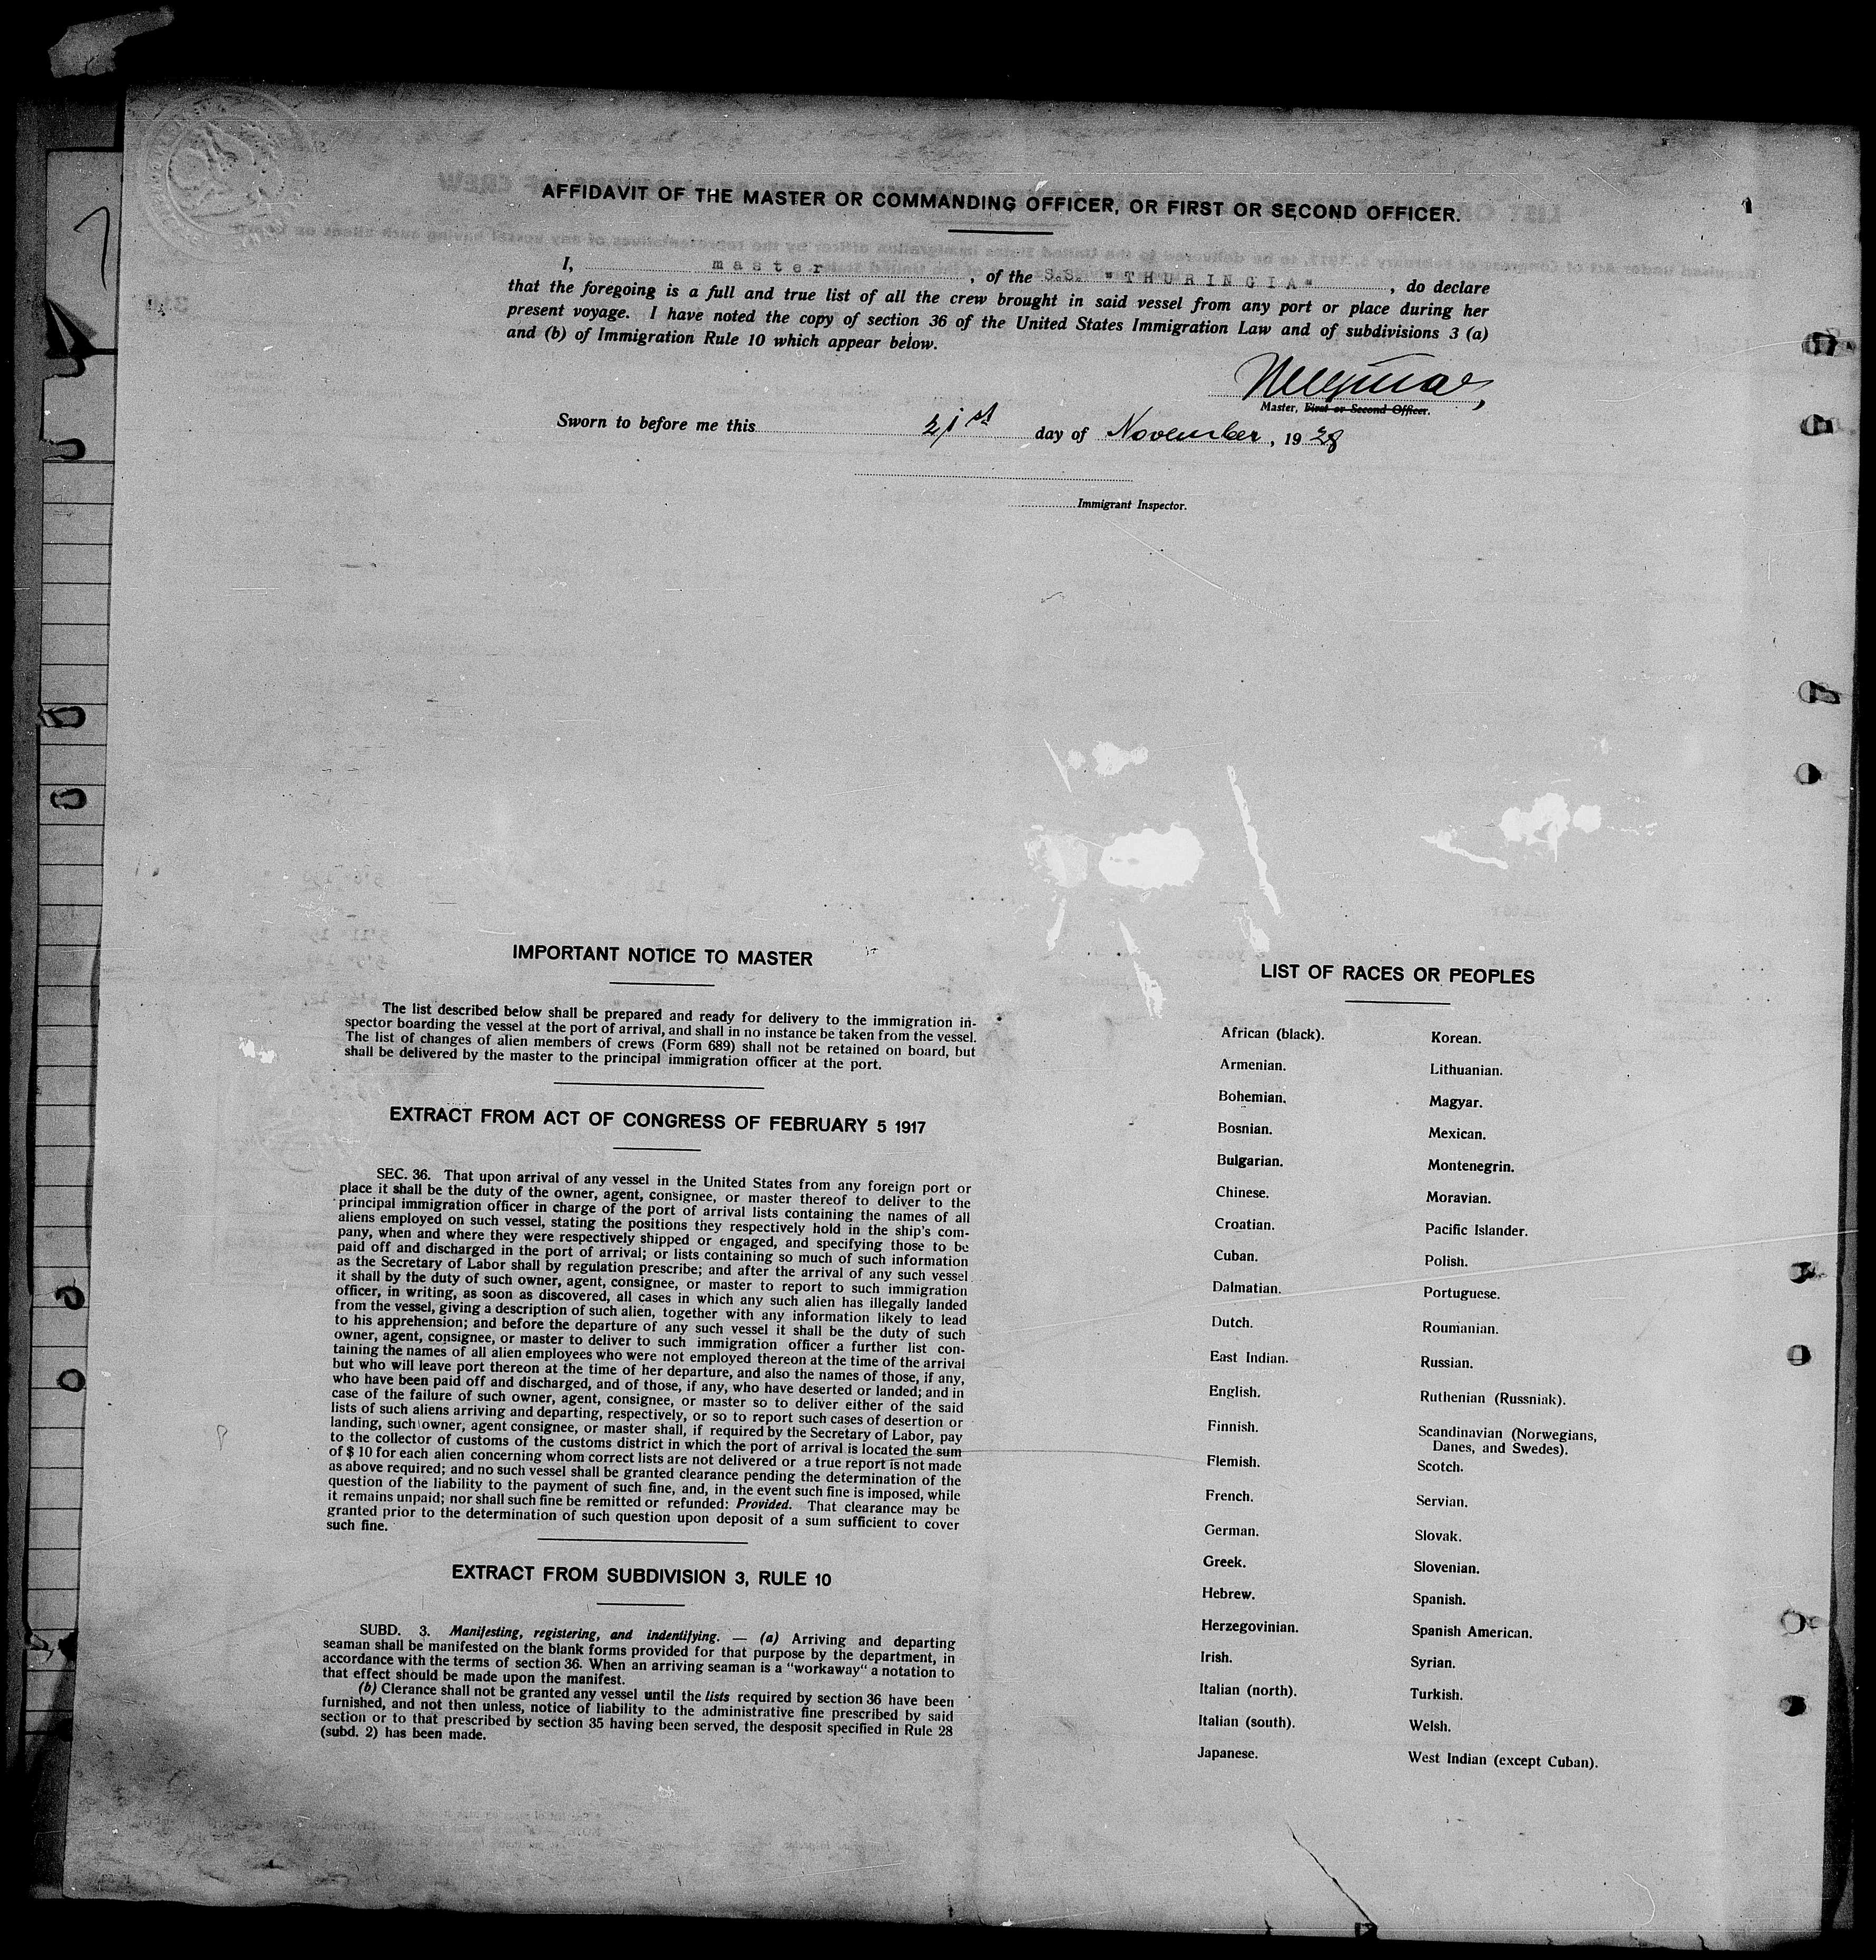 AFFIDAVIT OF THE MASTER OR COMMANDING OFFICER, OR FIRST OR SECOND OFFICER.
I, master, of the S.S. "THURINGIA", do declare
that the foregoing is a full and true list of all the crew brought in said vessel from any port or place during her
present voyage. I have noted the copy of section 36 of the United States Immigration Law and of subdivisions 3 (a)
and (b) of Immigration Rule 10 which appear below.
Master, First or Second Officer.
Sworn to before me this 21st day of November, 1928
Immigrant Inspector.
IMPORTANT NOTICE TO MASTER
The list described below shall be prepared and ready for delivery to the immigration in-
spector boarding the vessel at the port of arrival, and shall in no instance be taken from the vessel.
The list of changes of alien members of crews (Form 689) shall not be retained on board, but
shall be delivered by the master to the principal immigration officer at the port.
EXTRACT FROM ACT OF CONGRESS OF FEBRUARY 5 1917
SEC. 36. That upon arrival of any vessel in the United States from any foreign port or
place it shall be the duty of the owner, agent, consignee, or master thereof to deliver to the
principal immigration officer in charge of the port of arrival lists containing the names of all
aliens employed on such vessel, stating the positions they respectively hold in the ship's com-
pany, when and where they were respectively shipped or engaged, and specifying those to be
paid off and discharged in the port of arrival; or lists containing so much of such information
as the Secretary of Labor shall by regulation prescribe; and after the arrival of any such vessel
it shall by the duty of such owner, agent, consignee, or master to report to such immigration
officer, in writing, as soon as discovered, all cases in which any such alien has illegally landed
from the vessel, giving a description of such alien, together with any information likely to lead
to his apprehension; and before the departure of any such vessel it shall be the duty of such
owner, agent, consignee, or master to deliver to such immigration officer a further list con-
taining the names of all alien employees who were not employed thereon at the time of the arrival
but who will leave port thereon at the time of her departure, and also the names of those, if any,
who have been paid off and discharged, and of those, if any, who have deserted or landed; and in
case of the failure of such owner, agent, consignee, or master so to deliver either of the said
lists of such aliens arriving and departing, respectively, or so to report such cases of desertion or
landing, such owner, agent consignee, or master shall, if required by the Secretary of Labor, pay
to the collector of customs of the customs district in which the port of arrival is located the sum
of $ 10 for each alien concerning whom correct lists are not delivered or a true report is not made
as above required; and no such vessel shall be granted clearance pending the determination of the
question of the liability to the payment of such fine, and, in the event such fine is imposed, while
it remains unpaid; nor shall such fine be remitted or refunded: Provided. That clearance may be
granted prior to the determination of such question upon deposit of a sum sufficient to cover
such fine.
EXTRACT FROM SUBDIVISION 3, RULE 10
SUBD. 3. Manifesting, registering, and indentifying. — (a) Arriving and departing
seaman shall be manifested on the blank forms provided for that purpose by the department, in
accordance with the terms of section 36. When an arriving seaman is a "workaway" a notation to
that effect should be made upon the manifest.
(b) Clerance shall not be granted any vessel until the lists required by section 36 have been
furnished, and not then unless, notice of liability to the administrative fine prescribed by said
section or to that prescribed by section 35 having been served, the desposit specified in Rule 28
(subd. 2) has been made.
LIST OF RACES OR PEOPLES
African (black).
Armenian.
Bohemian.
Bosnian.
Bulgarian.
Chinese.
Croatian.
Cuban.
Dalmatian.
Dutch.
East Indian.
English.
Finnish.
Flemish.
French.
German.
Greek.
Hebrew.
Herzegovinian.
Irish.
Italian (north).
Italian (south).
Japanese.
Korean.
Lithuanian.
Magyar.
Mexican.
Montenegrin.
Moravian.
Pacific Islander.
Polish.
Portuguese.
Roumanian.
Russian.
Ruthenian (Russniak).
Scandinavian (Norwegians,
Danes, and Swedes).
Scotch.
Servian.
Slovak.
Slovenian.
Spanish.
Spanish American.
Syrian.
Turkish.
Welsh.
West Indian (except Cuban).